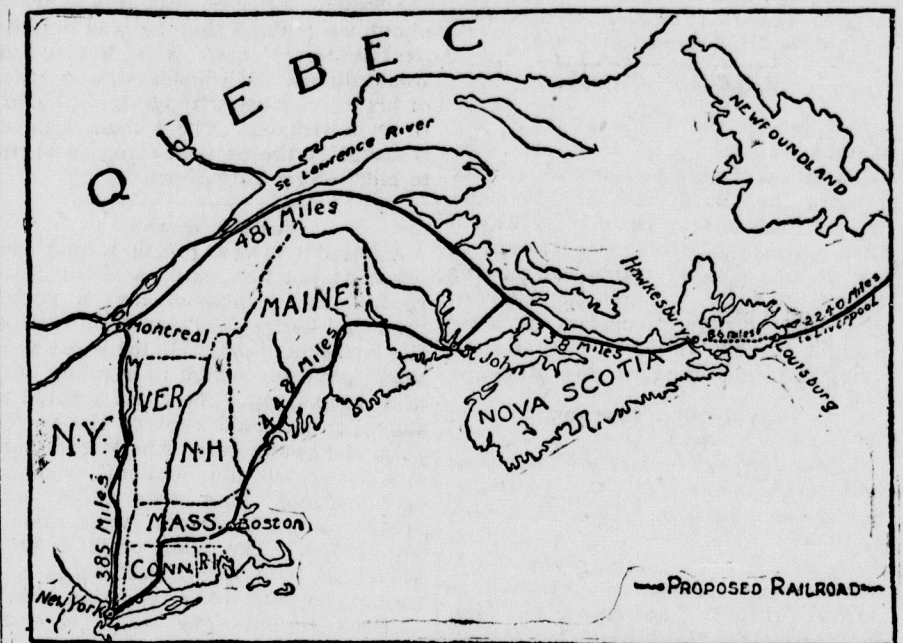 QUEBEC
NEWFOUNDLAND
St Lawrence River
481 Miles
MAINE
Hawkesbury
2240 Miles
to Liverpool
86 miles
Montreal
338 Miles
St John
Louisburg
VER
448 Miles
NOVA SCOTIA
N.Y.
N.H
385 Miles
MASS.
Boston
CONN.
R.I
New York
PROPOSED RAILROAD